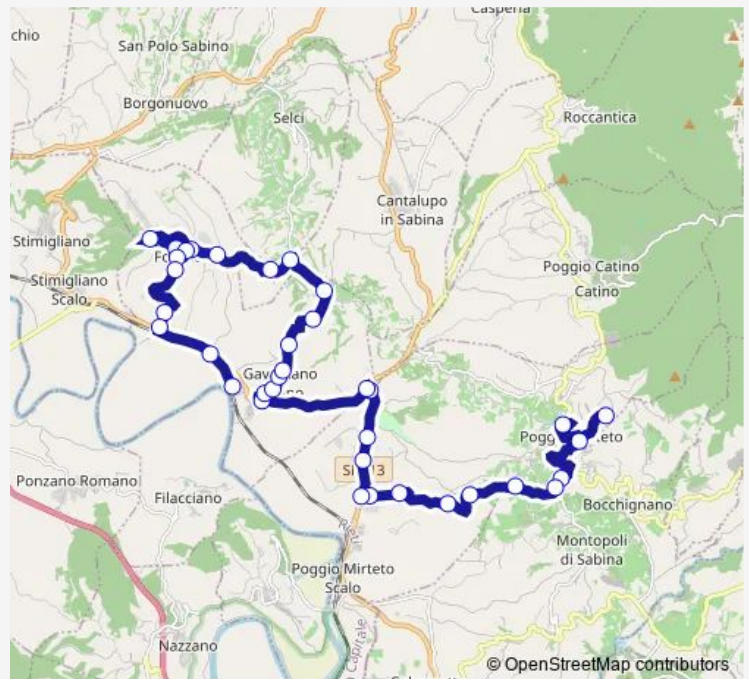 Casperia
chio
San Polo Sabino
Borgonuovo
Selci
Roccantica
Cantalupo
in Sabina
Stimigliano
Stimigliano
Scalo
Poggio Catino
Catino
Ponzano Romano
Filacciano
Bocchignano
Montopoli
di Sabina
Rieti
Poggio Mirteto
Scalo
Nazzano
© OpenStreetMap contributors